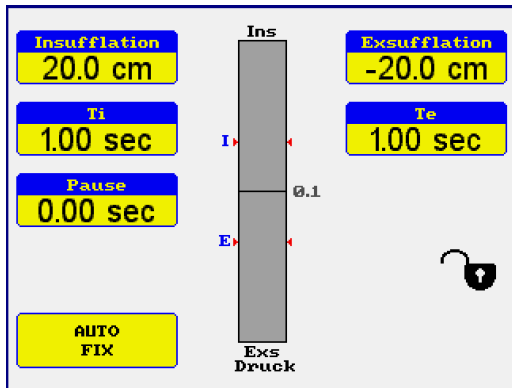 Ins
Insufflation
20.0 cm
Exsufflation
-20.0 cm
Ti
1.00 sec
Te
1.00 sec
I
Pause
0.00 sec
0.1
E
AUTO
FIX
Exs
Druck